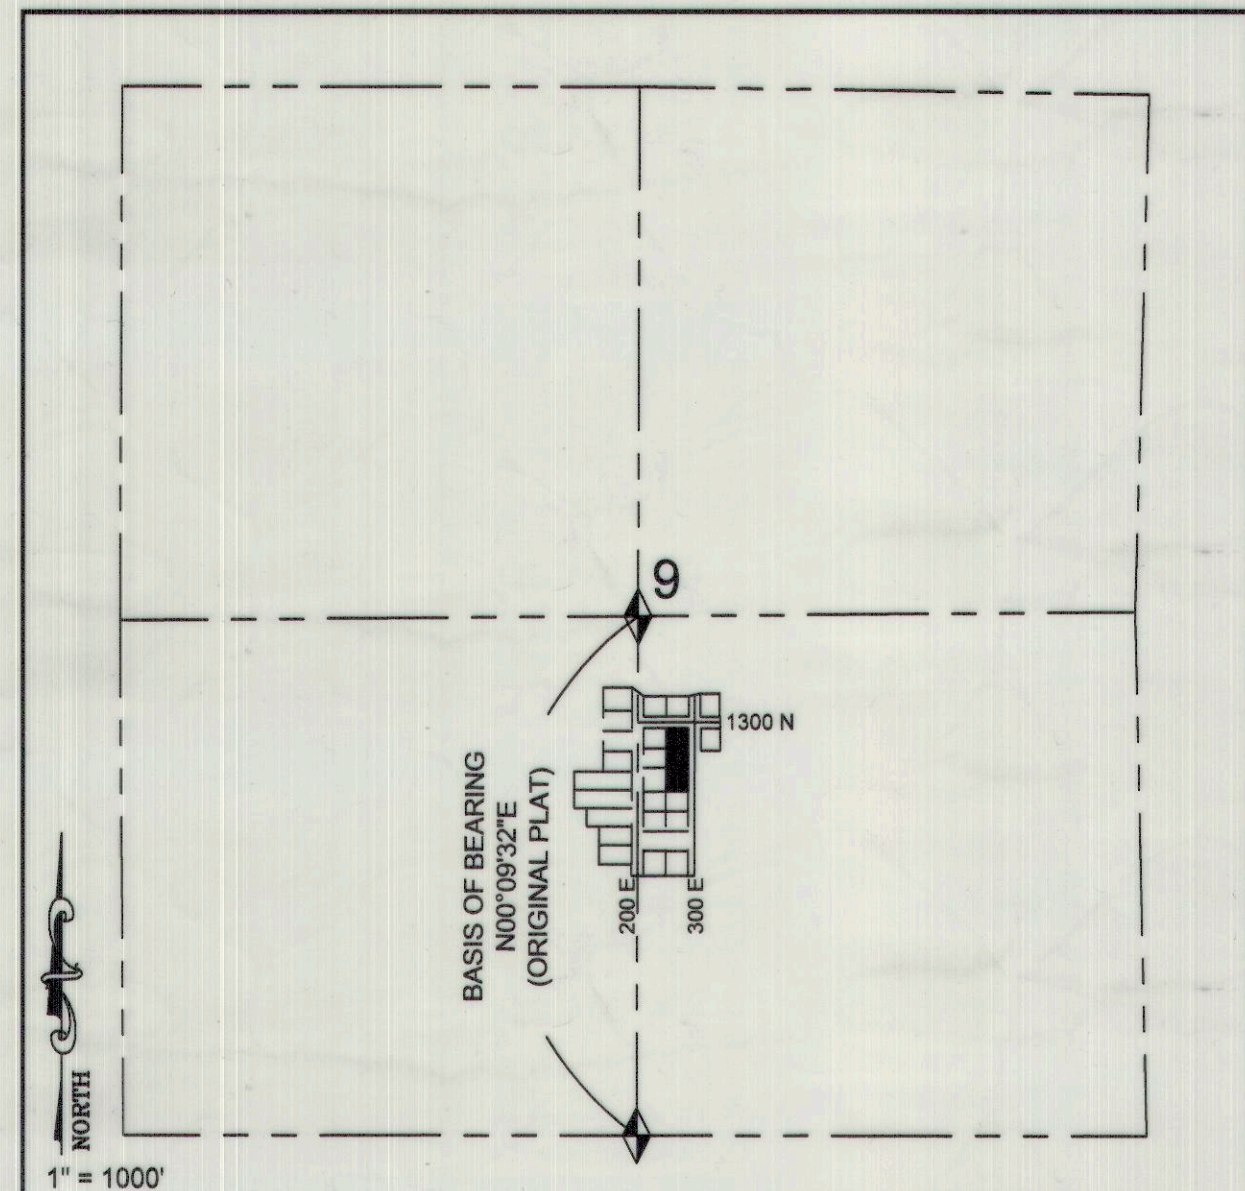 9
1300 N
BASIS OF BEARING
N00°09'32"E
(ORIGINAL PLAT)
200 E
300 E
NORTH
1" = 1000'